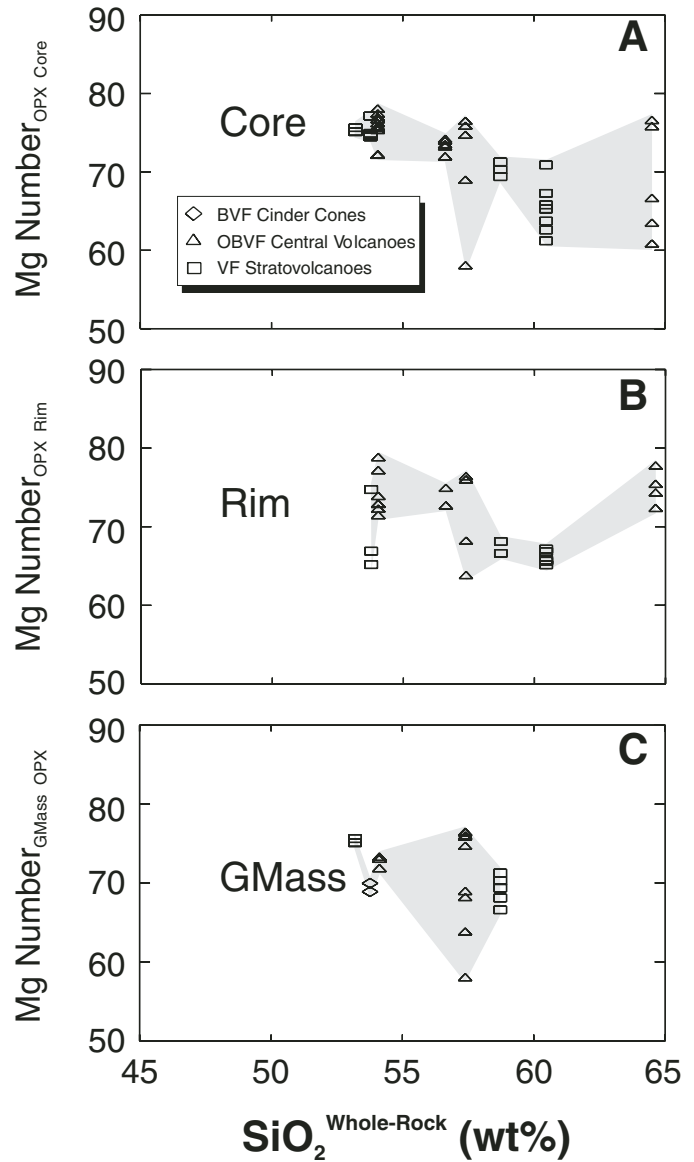 90
80
70
60
50
Mg Number OPX Core
A
Core
BVF Cinder Cones
OBVF Central Volcanoes
VF Stratovolcanoes
90
80
70
60
50
Mg Number OPX Rim
B
Rim
90
80
70
60
50
Mg Number GMass OPX
C
GMass
45 50 55 60 65
SiO2 Whole-Rock (wt%)